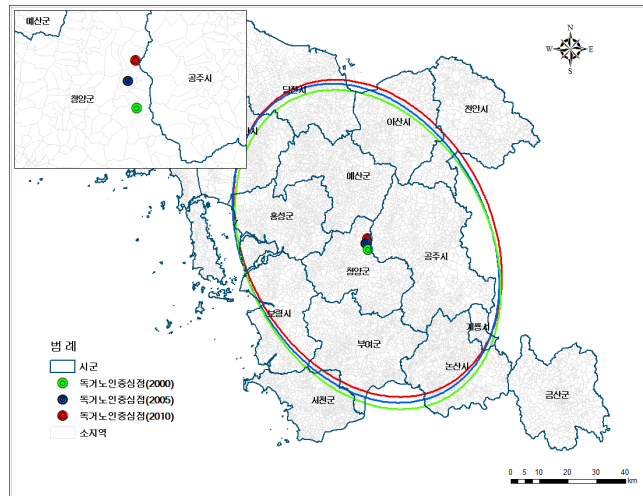 예산군
공주시
청양군
N
W E
S
당진시
아산시
천안시
시
예산군
홍성군
공주시
청양군
보령시
부여군
계룡시
논산시
서천군
금산군
범 례
시군
독거노인중심점(2000)
독거노인중심점(2005)
독거노인중심점(2010)
소지역
0 5 10 20 30 40
km